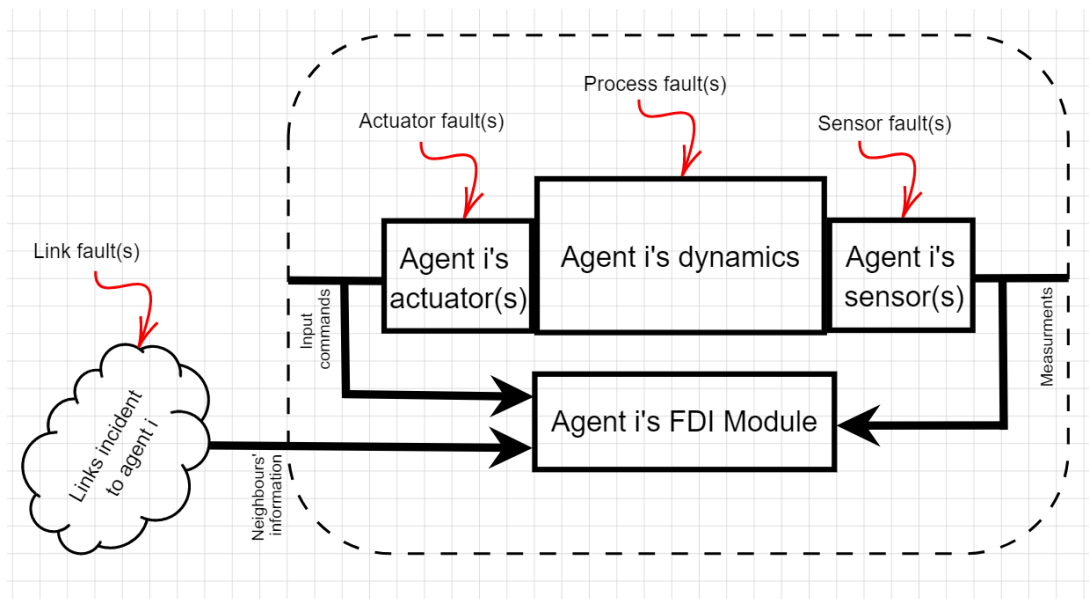 Process fault(s)
Actuator fault(s)
Sensor fault(s)
Link fault(s)
Agent i's
actuator(s)
Agent i's dynamics
Agent i's
sensor(s)
Input
commands
Measurments
Agent i's FDI Module
Links incident
to agent i
Neighbours'
information